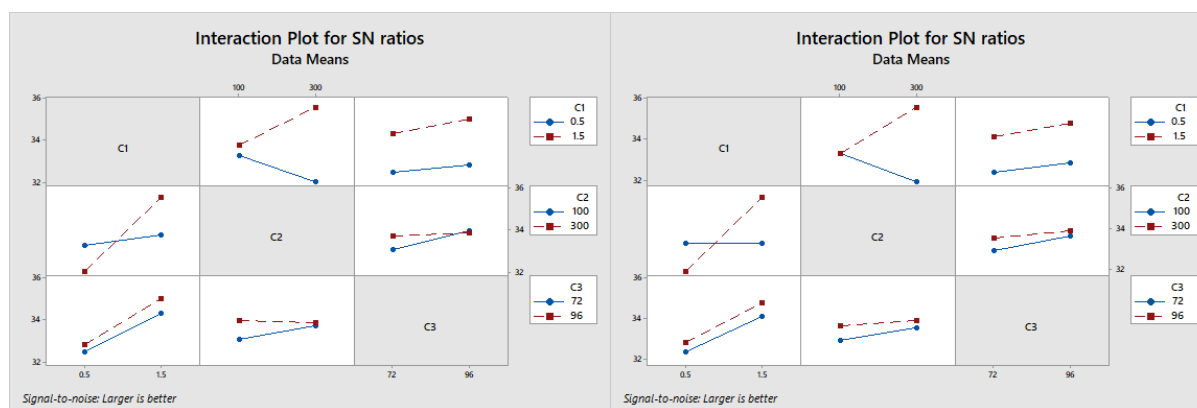 Interaction Plot for SN ratios
Data Means
100 300
36
34
32
C1
C1
0.5
1.5
36
34
32
C2
C2
100
300
36
34
32
C3
C3
72
96
0.5 1.5 72 96
Signal-to-noise: Larger is better
Interaction Plot for SN ratios
Data Means
100 300
36
34
32
C1
C1
0.5
1.5
36
34
32
C2
C2
100
300
36
34
32
C3
C3
72
96
0.5 1.5 72 96
Signal-to-noise: Larger is better